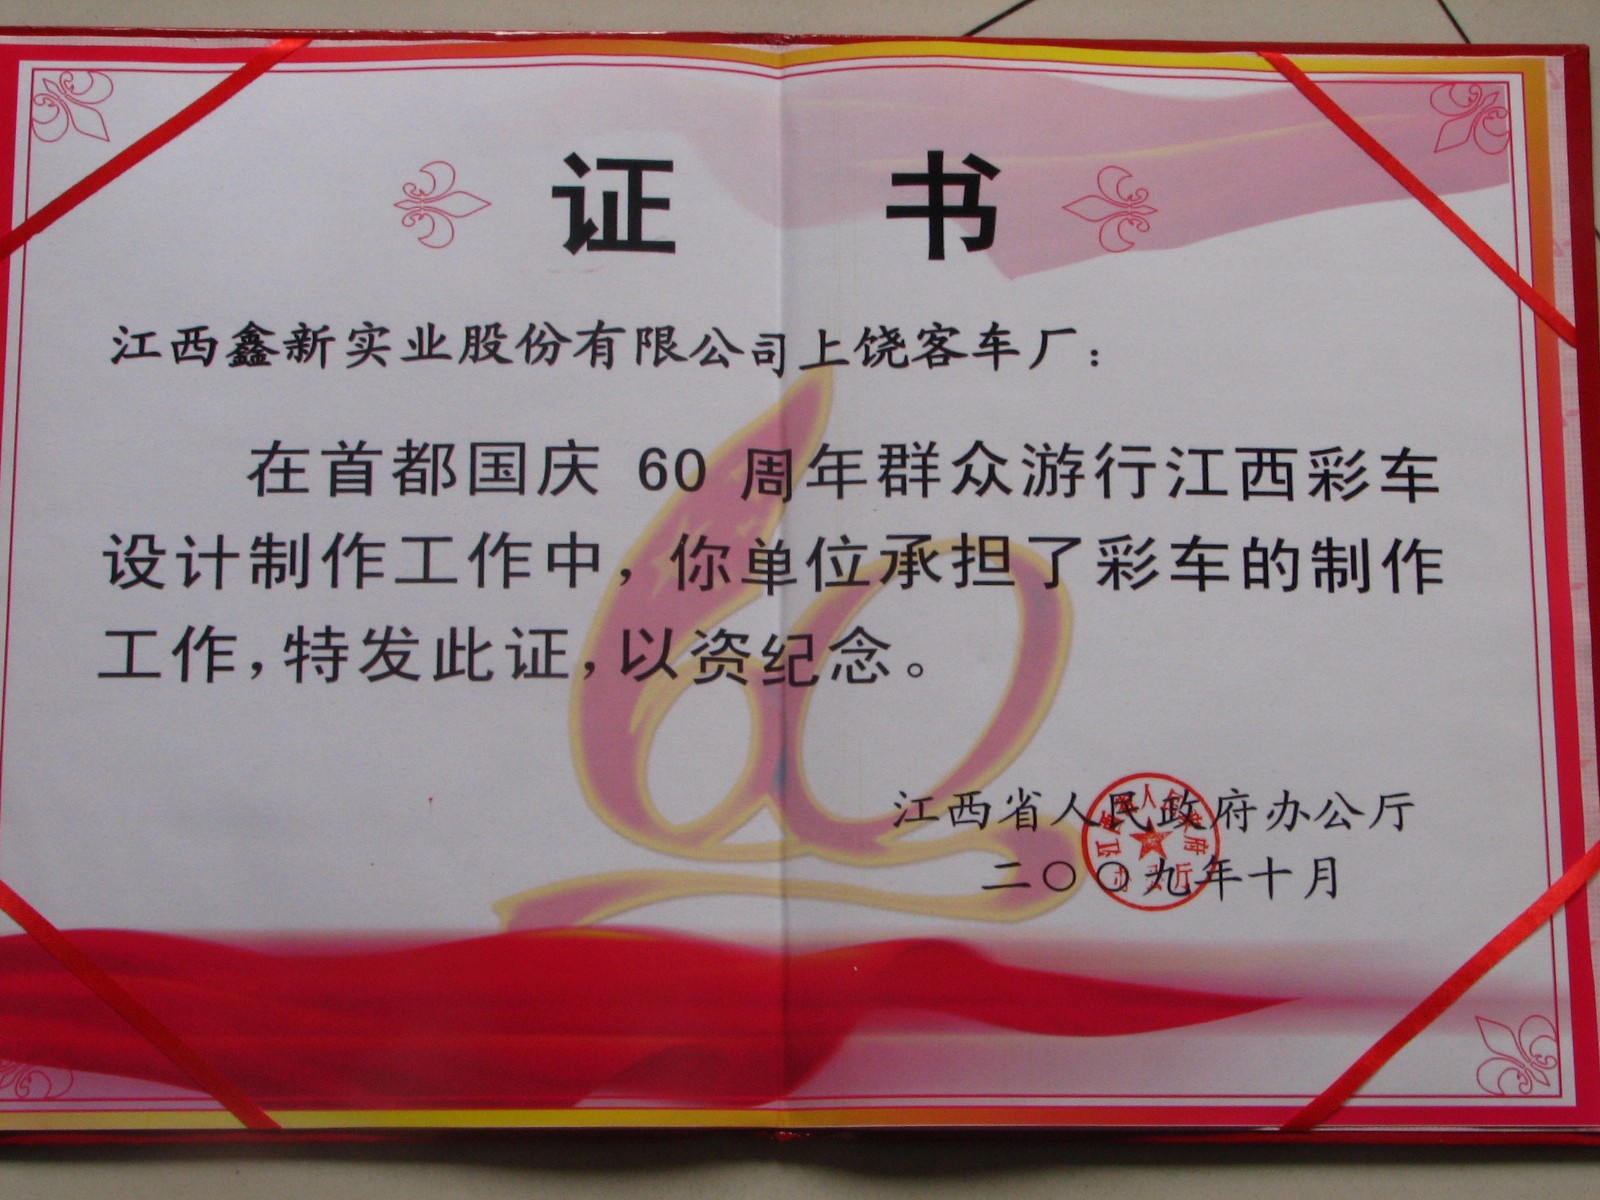 证 书
江西鑫新实业股份有限公司上饶客车厂：
在首都国庆 60 周年群众游行江西彩车
设计制作工作中，你单位承担了彩车的制作
工作，特发此证，以资纪念。
江西省人民政府办公厅
二〇〇九年十月